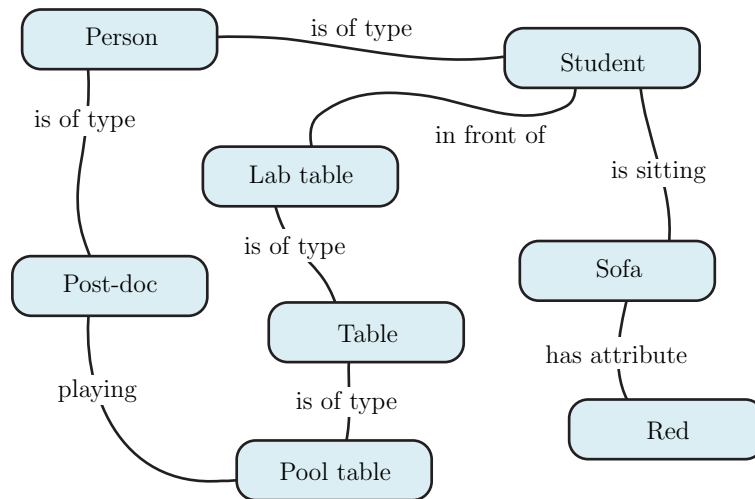 Person
is of type
Student
is of type
in front of
Lab table
is sitting
is of type
Post-doc
Sofa
Table
has attribute
playing
is of type
Red
Pool table